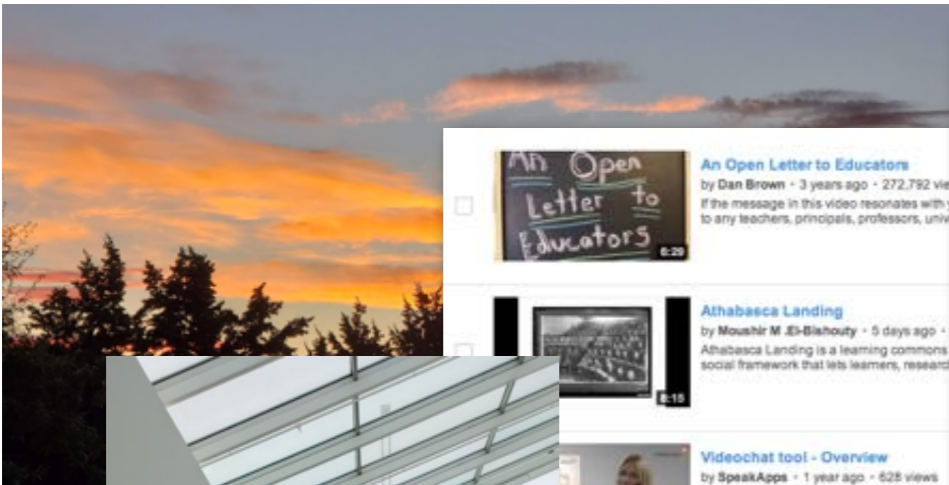 An Open
Letter to
Educators
6:29
An Open Letter to Educators
by Dan Brown • 3 years ago • 272,792
If the message in this video resonates with
to any teachers, principals, professors,
Athabasca Landing
by Moushir M .El-Bishouty • 5 days ago
Athabasca Landing is a learning commons
social framework that lets learners,
8:15
Videochat tool - Overview
by SpeakApps • 1 year ago • 628 views